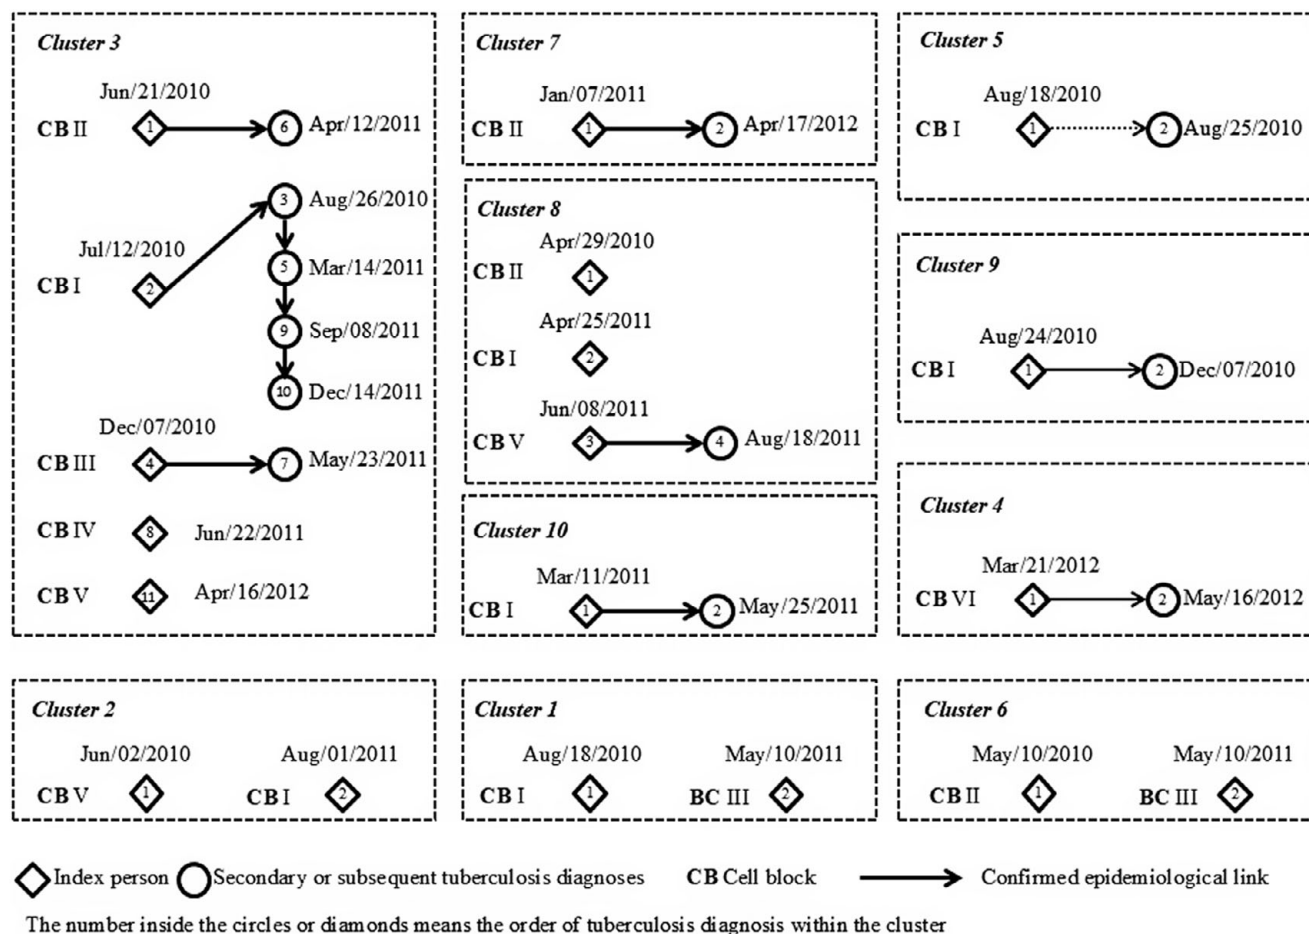 Cluster 3
Jun/21/2010
CB II 1 6 Apr/12/2011
3 Aug/26/2010
Jul/12/2010
CB I 2
5 Mar/14/2011
9 Sep/08/2011
10 Dec/14/2011
Dec/07/2010
CB III 4 7 May/23/2011
CB IV 8 Jun/22/2011
CB V 11 Apr/16/2012
Cluster 7
Jan/07/2011
CB II 1 2 Apr/17/2012
Cluster 8
Apr/29/2010
CB II 1
Apr/25/2011
CB I 2
Jun/08/2011
CB V 3 4 Aug/18/2011
Cluster 10
Mar/11/2011
CB I 1 2 May/25/2011
Cluster 5
Aug/18/2010
CB I 1 2 Aug/25/2010
Cluster 9
Aug/24/2010
CB I 1 2 Dec/07/2010
Cluster 4
Mar/21/2012
CB VI 1 2 May/16/2012
Cluster 2
Jun/02/2010 Aug/01/2011
CB V 1 CB I 2
Cluster 1
Aug/18/2010 May/10/2011
CB I 1 BC III 2
Cluster 6
May/10/2010 May/10/2011
CB II 1 BC III 2
Index person Secondary or subsequent tuberculosis diagnoses CB Cell block Confirmed epidemiological link
The number inside the circles or diamonds means the order of tuberculosis diagnosis within the cluster